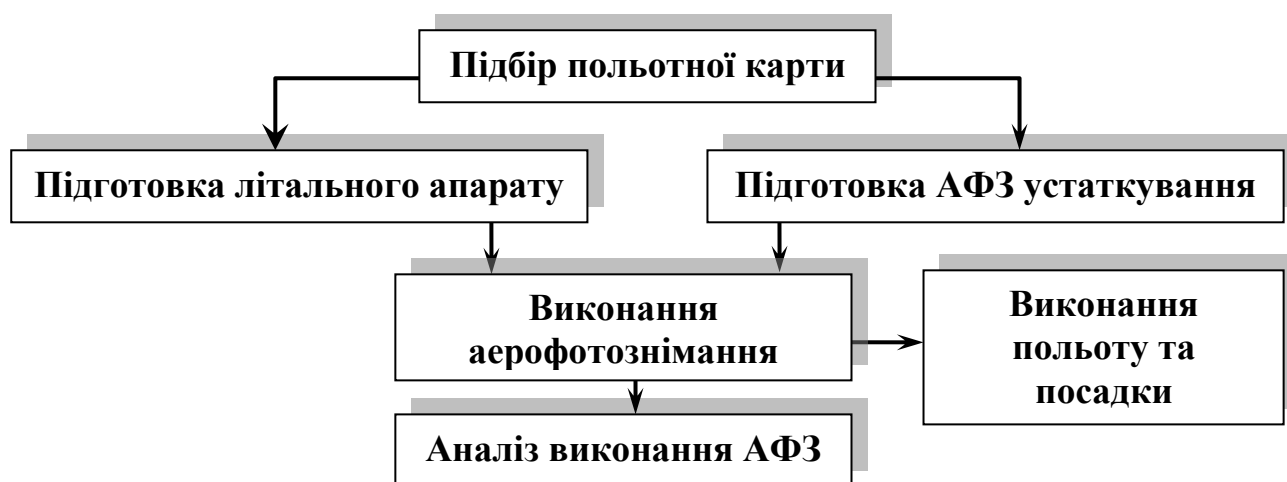 Підбір польотної карти
Підготовка літального апарату
Підготовка АФЗ устаткування
Виконання
аерофотознімання
Виконання
польоту та
посадки
Аналіз виконання АФЗ